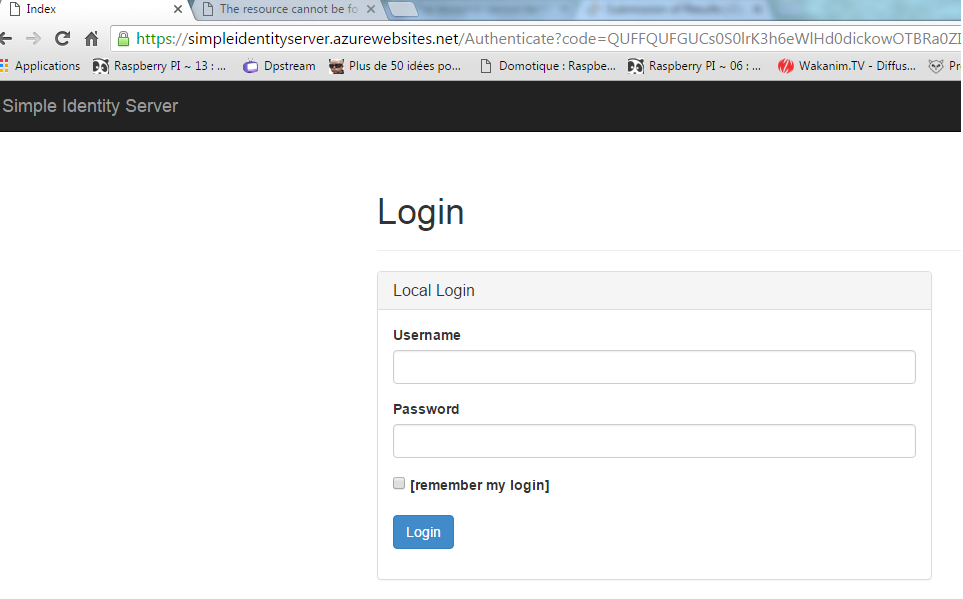 Index
The resource cannot be fo
https://simpleidentityserver.azurewebsites.net/Authenticate?code=
Applications Raspberry PI ~ 13 : ... Dpstream Plus de 50 idées po... Domotique : Raspbe... Raspberry PI ~ 06 : ... Wakanim.TV - Diffus... Pr
Simple Identity Server
Login
Local Login
Username
Password
[remember my login]
Login